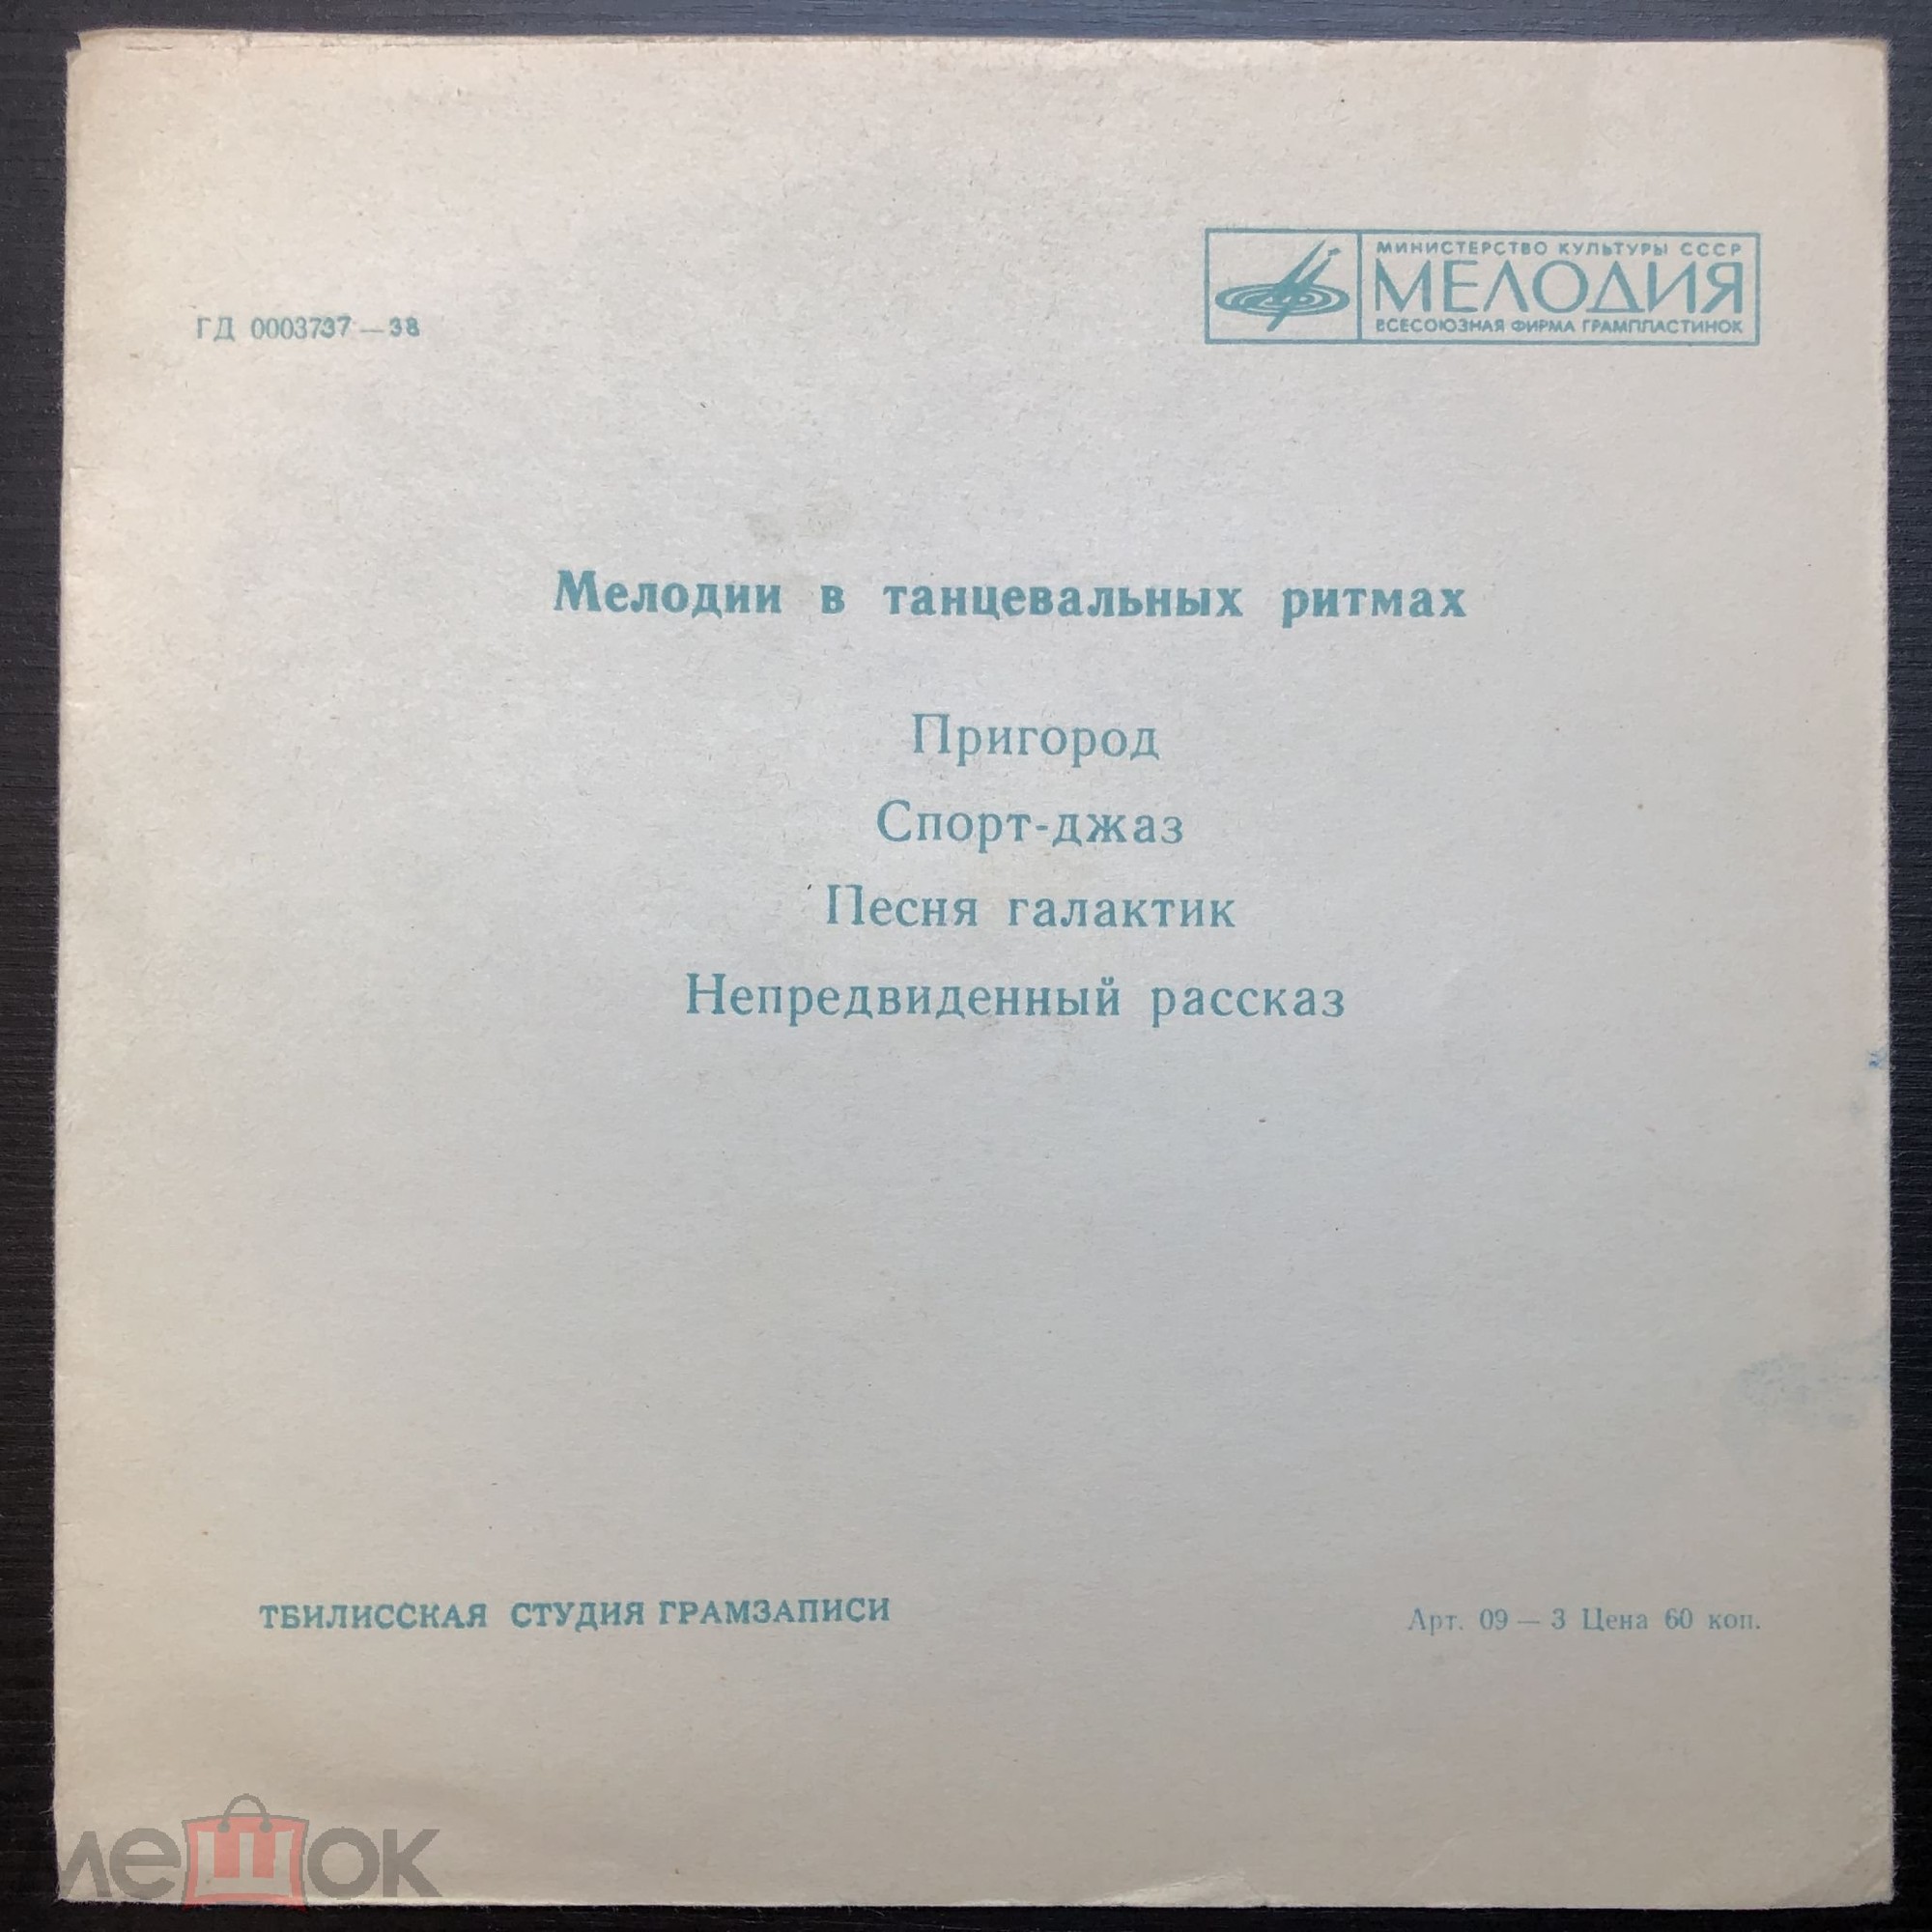 МИНИСТЕРСТВО КУЛЬТУРЫ СССР
МЕЛОДИЯ
ВСЕСОЮЗНАЯ ФИРМА ГРАМПЛАСТИНОК
ГД 0003737—38
Мелодии в танцевальных ритмах
Пригород
Спорт-джаз
Песня галактик
Непредвиденный рассказ
ТБИЛИССКАЯ СТУДИЯ ГРАМЗАПИСИ
Арт. 09—3 Цена 60 коп.
мешок